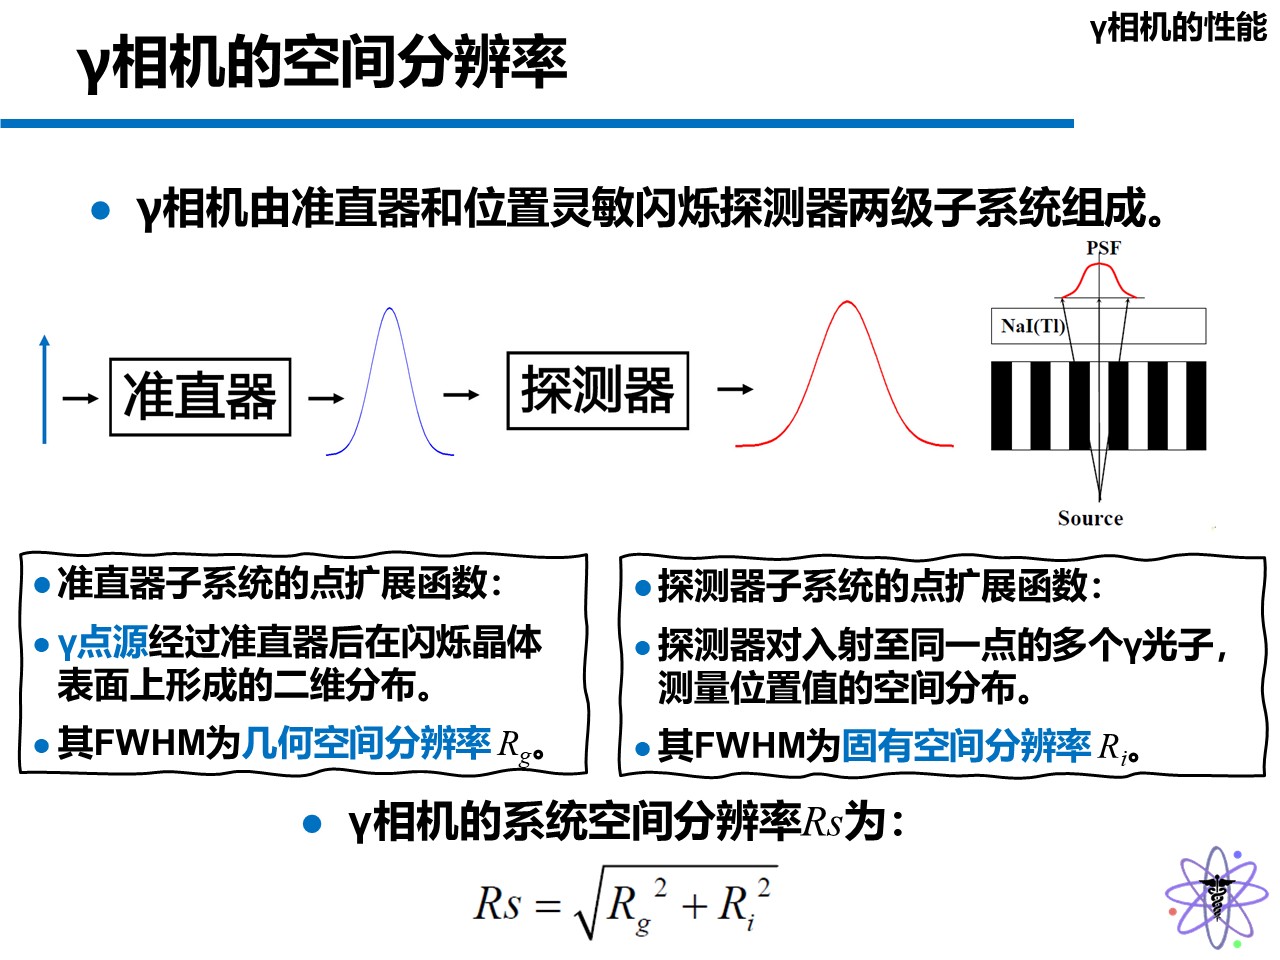 γ相机的性能
γ相机的空间分辨率
γ相机由准直器和位置灵敏闪烁探测器两级子系统组成。
PSF
NaI(Tl)
准直器
探测器
Source
准直器子系统的点扩展函数：
γ点源经过准直器后在闪烁晶体
表面上形成的二维分布。
其FWHM为几何空间分辨率 R_g。
探测器子系统的点扩展函数：
探测器对入射至同一点的多个γ光子，
测量位置值的空间分布。
其FWHM为固有空间分辨率 R_i。
γ相机的系统空间分辨率Rs为：
Rs = √(R_g² + R_i²)